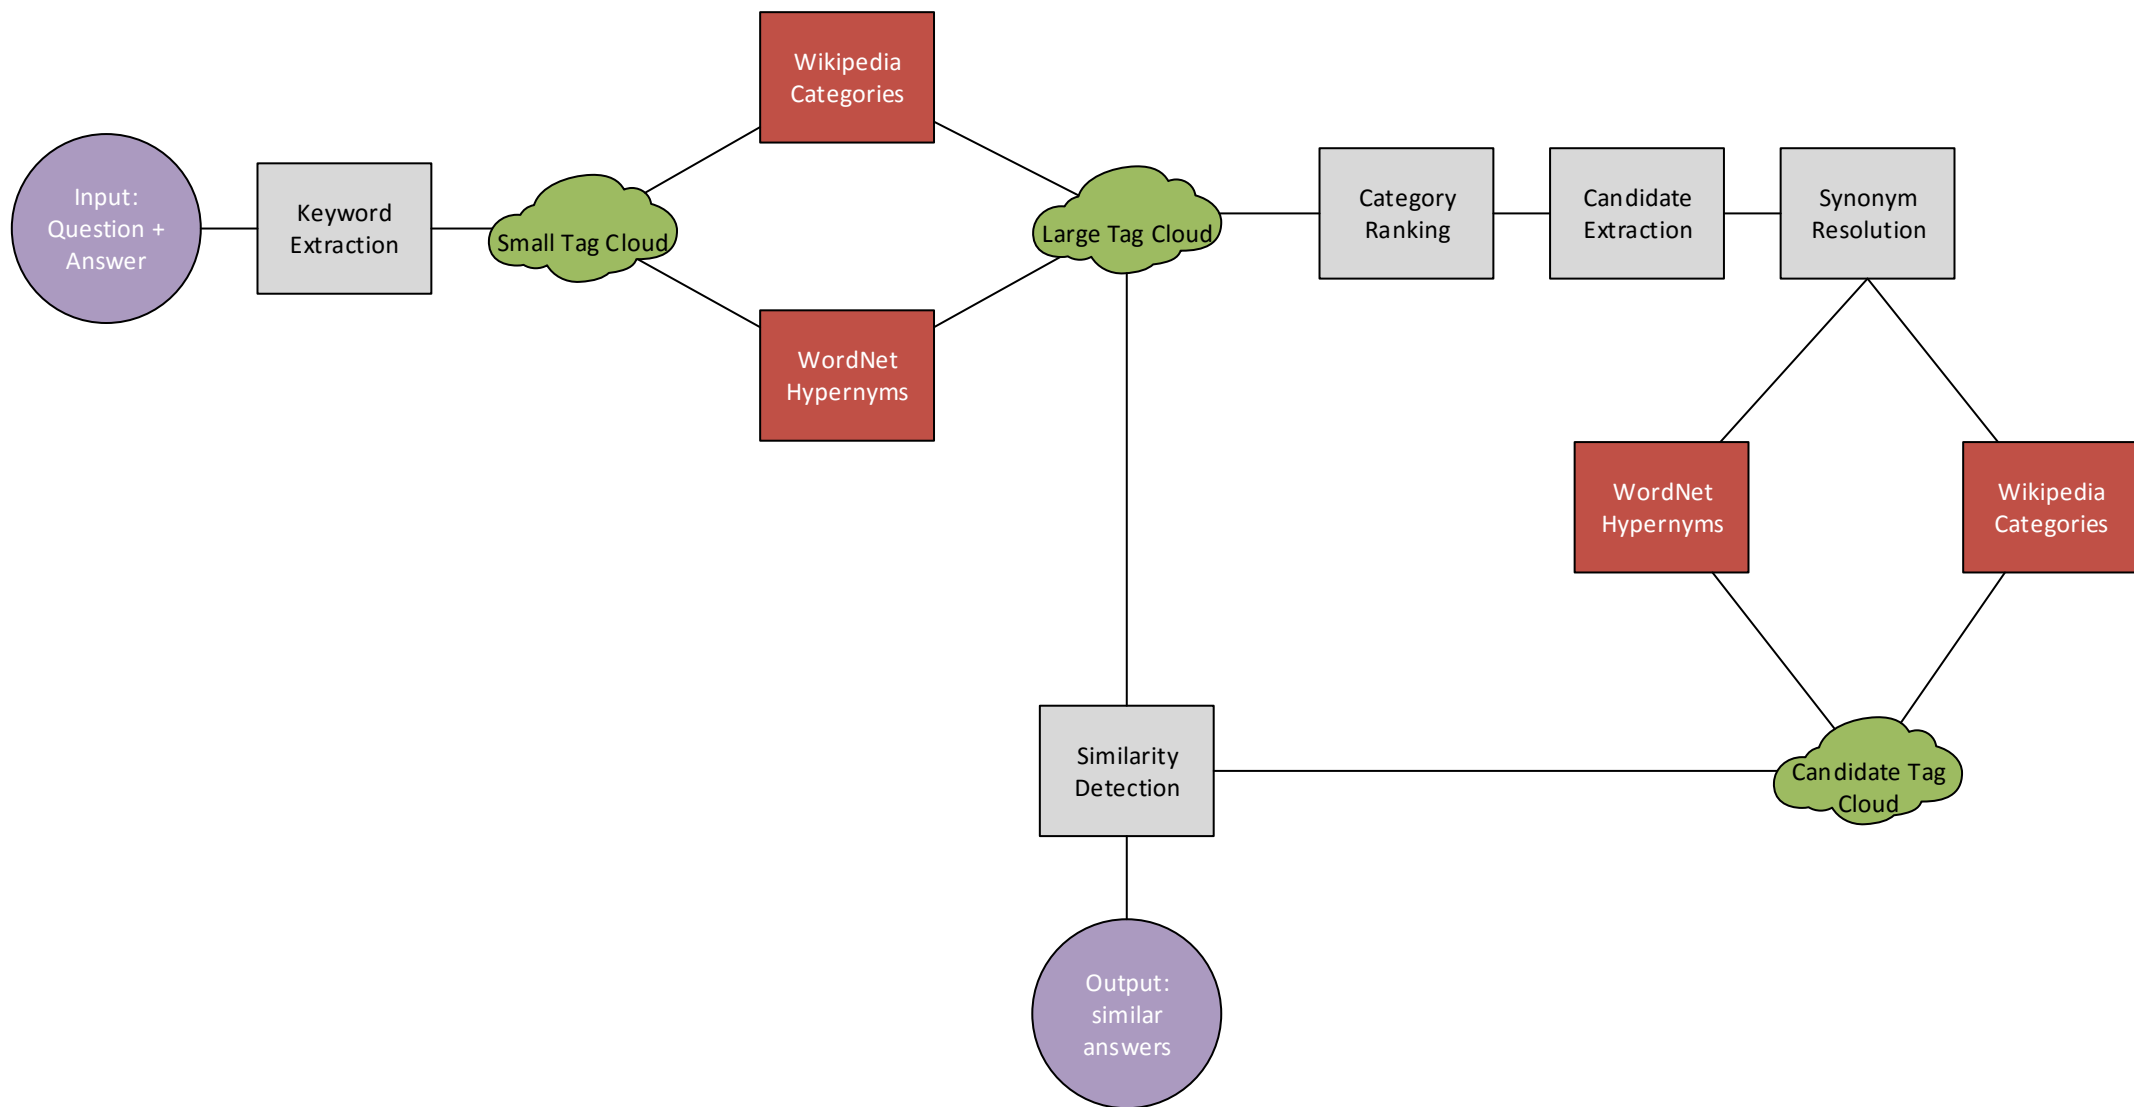 Input:
Question +
Answer
Keyword
Extraction
Small Tag Cloud
Wikipedia
Categories
WordNet
Hypernyms
Large Tag Cloud
Category
Ranking
Candidate
Extraction
Synonym
Resolution
WordNet
Hypernyms
Wikipedia
Categories
Candidate Tag
Cloud
Similarity
Detection
Output:
similar
answers